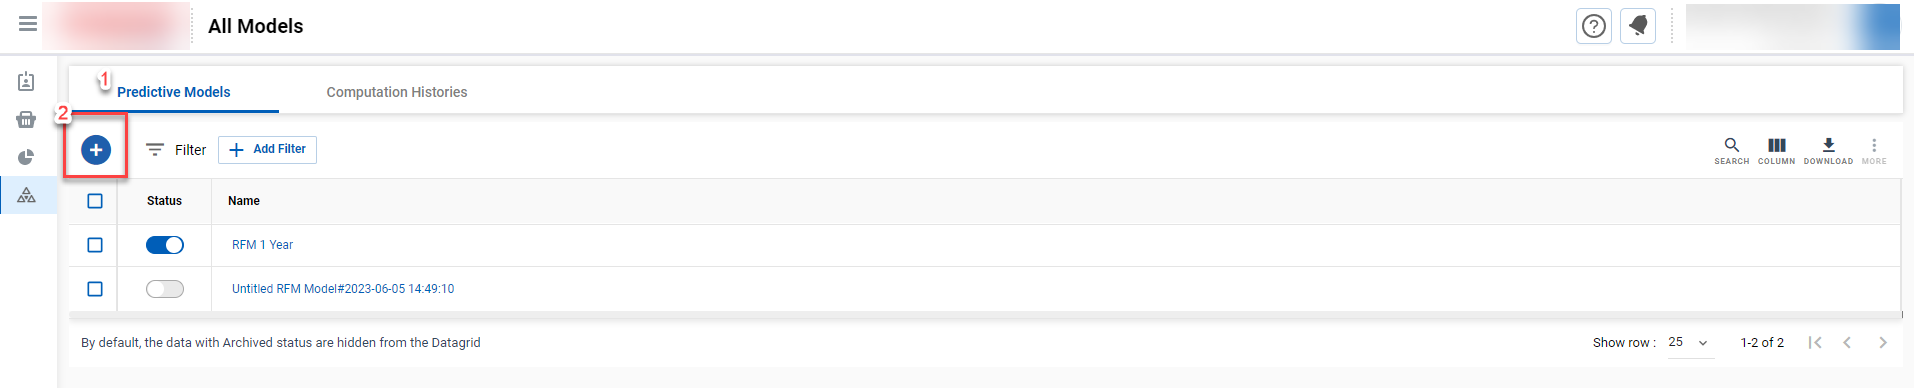 All Models
1
Predictive Models Computation Histories
2
Filter Add Filter
SEARCH COLUMN DOWNLOAD MORE
Status Name
RFM 1 Year
Untitled RFM Model#2023-06-05 14:49:10
By default, the data with Archived status are hidden from the Datagrid Show row : 25 1-2 of 2